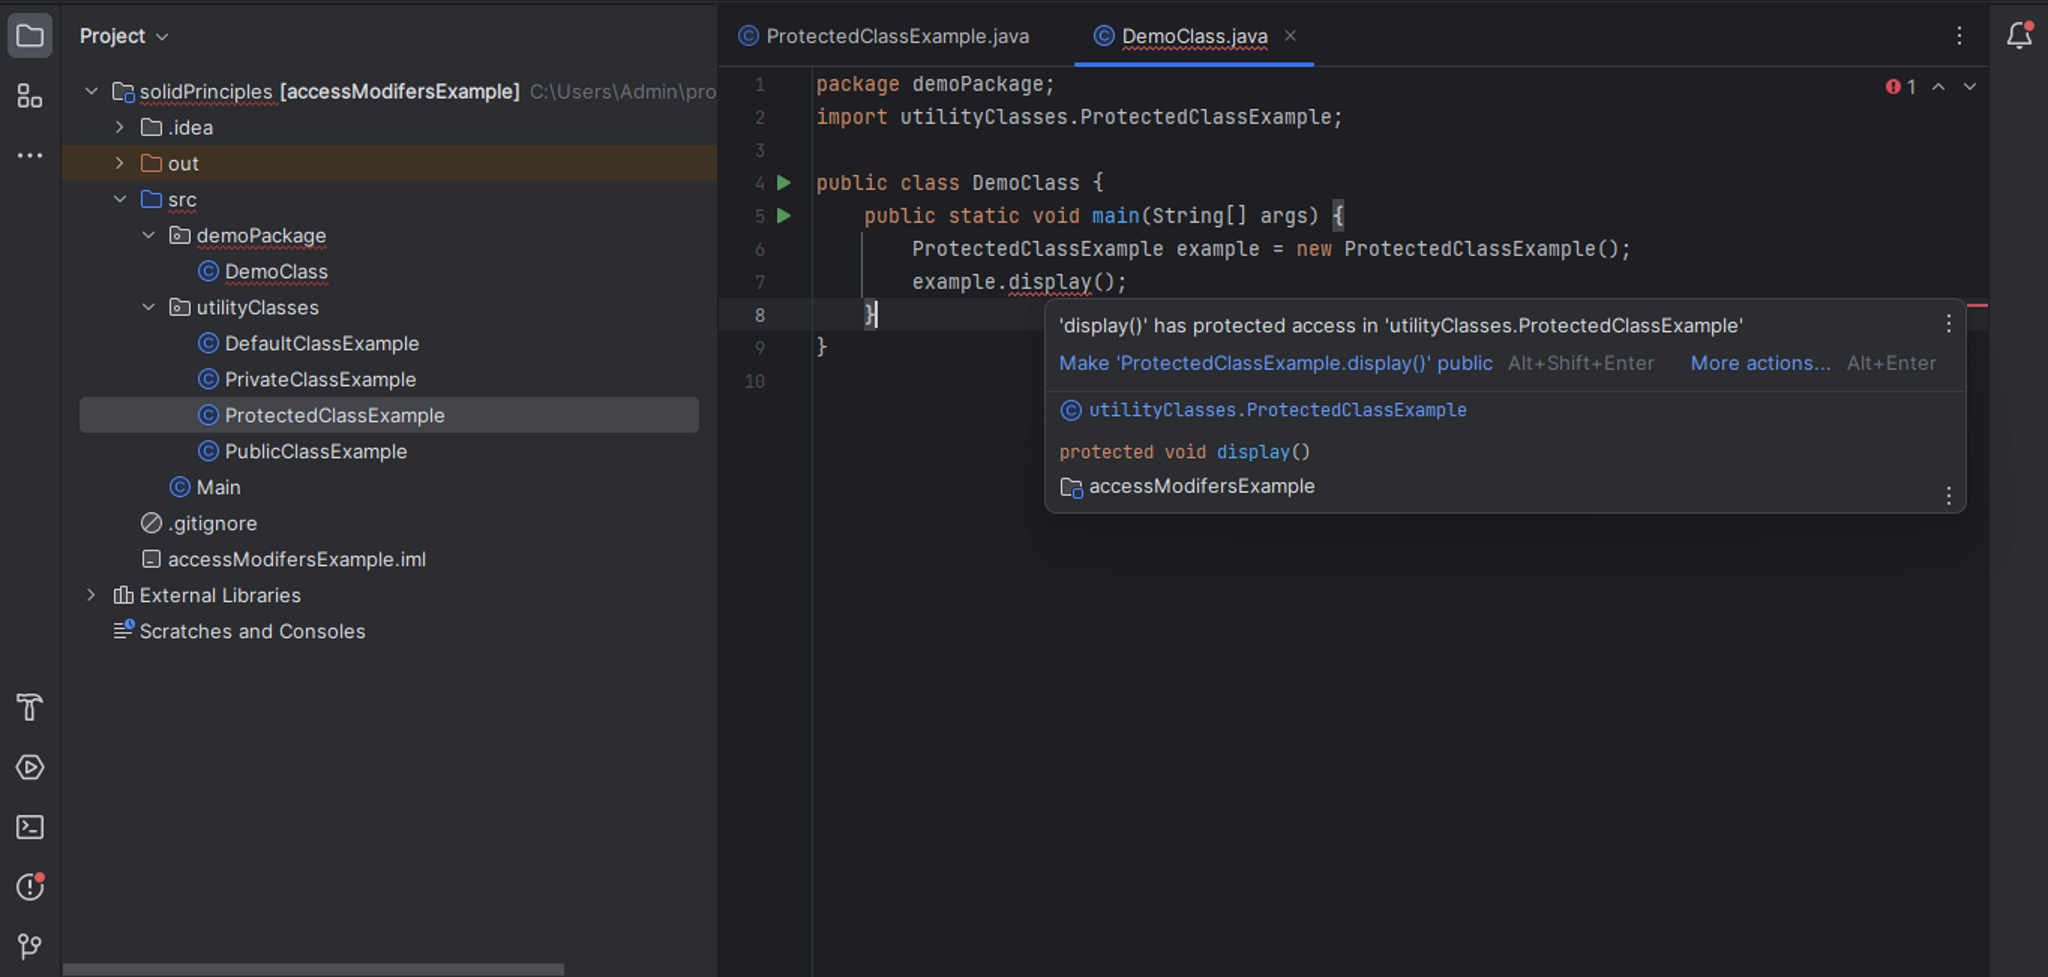 Project
solidPrinciples [accessModifersExample] C:\Users\Admin\pro
.idea
out
src
demoPackage
DemoClass
utilityClasses
DefaultClassExample
PrivateClassExample
ProtectedClassExample
PublicClassExample
Main
.gitignore
accessModifersExample.iml
External Libraries
Scratches and Consoles
ProtectedClassExample.java
DemoClass.java
1
1 package demoPackage;
2 import utilityClasses.ProtectedClassExample;
3
4 public class DemoClass {
5 public static void main(String[] args) {
6 ProtectedClassExample example = new ProtectedClassExample();
7 example.display();
8 }
9 }
10
'display()' has protected access in 'utilityClasses.ProtectedClassExample'
Make 'ProtectedClassExample.display()' public Alt+Shift+Enter More actions... Alt+Enter
utilityClasses.ProtectedClassExample
protected void display()
accessModifersExample